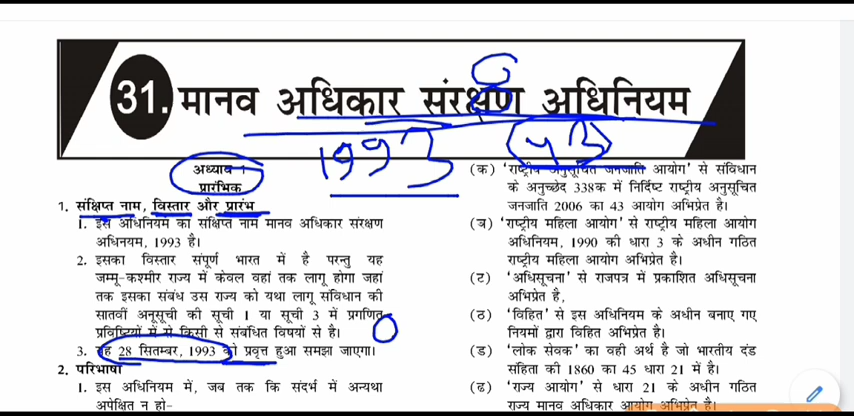 31. मानव अधिकार संरक्षण अधिनियम
1993
(43)
अध्याय-1
प्रारंभिक
1. संक्षिप्त नाम, विस्तार और प्रारंभ
1. इस अधिनियम का संक्षिप्त नाम मानव अधिकार संरक्षण
अधिनयम, 1993 है।
2. इसका विस्तार संपूर्ण भारत में है परन्तु यह
जम्मू-कश्मीर राज्य में केवल वहां तक लागू होगा जहां
तक इसका संबंध उस राज्य को यथा लागू संविधान की
सातवीं अनुसूची की सूची 1 या सूची 3 में प्रगणित
प्रविष्टियों में से किसी से संबंधित विषयों से है।
3. यह 28 सितम्बर, 1993 को प्रवृत्त हुआ समझा जाएगा।
2. परिभाषा
1. इस अधिनियम में, जब तक कि संदर्भ में अन्यथा
अपेक्षित न हो-
(क) 'राष्ट्रीय अनुसूचित जनजाति आयोग' से संविधान
के अनुच्छेद 338क में निर्दिष्ट राष्ट्रीय अनुसूचित
जनजाति 2006 का 43 आयोग अभिप्रेत है।
(ञ) 'राष्ट्रीय महिला आयोग' से राष्ट्रीय महिला आयोग
अधिनियम, 1990 की धारा 3 के अधीन गठित
राष्ट्रीय महिला आयोग अभिप्रेत है।
(ट) 'अधिसूचना' से राजपत्र में प्रकाशित अधिसूचना
अभिप्रेत है,
(ठ) 'विहित' से इस अधिनियम के अधीन बनाए गए
नियमों द्वारा विहित अभिप्रेत है।
(ड) 'लोक सेवक' का वही अर्थ है जो भारतीय दंड
संहिता की 1860 का 45 धारा 21 में है।
(ढ) 'राज्य आयोग' से धारा 21 के अधीन गठित
राज्य मानव अधिकार आयोग अभिप्रेत है।